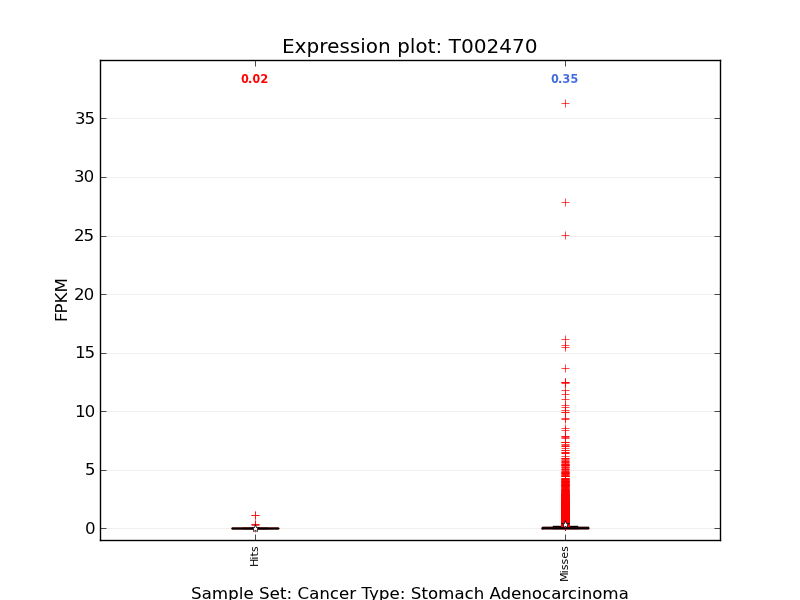 Expression plot: T002470
0.02
0.35
35
30
25
20
15
10
5
0
FPKM
Hits
Misses
Sample Set: Cancer Type: Stomach Adenocarcinoma